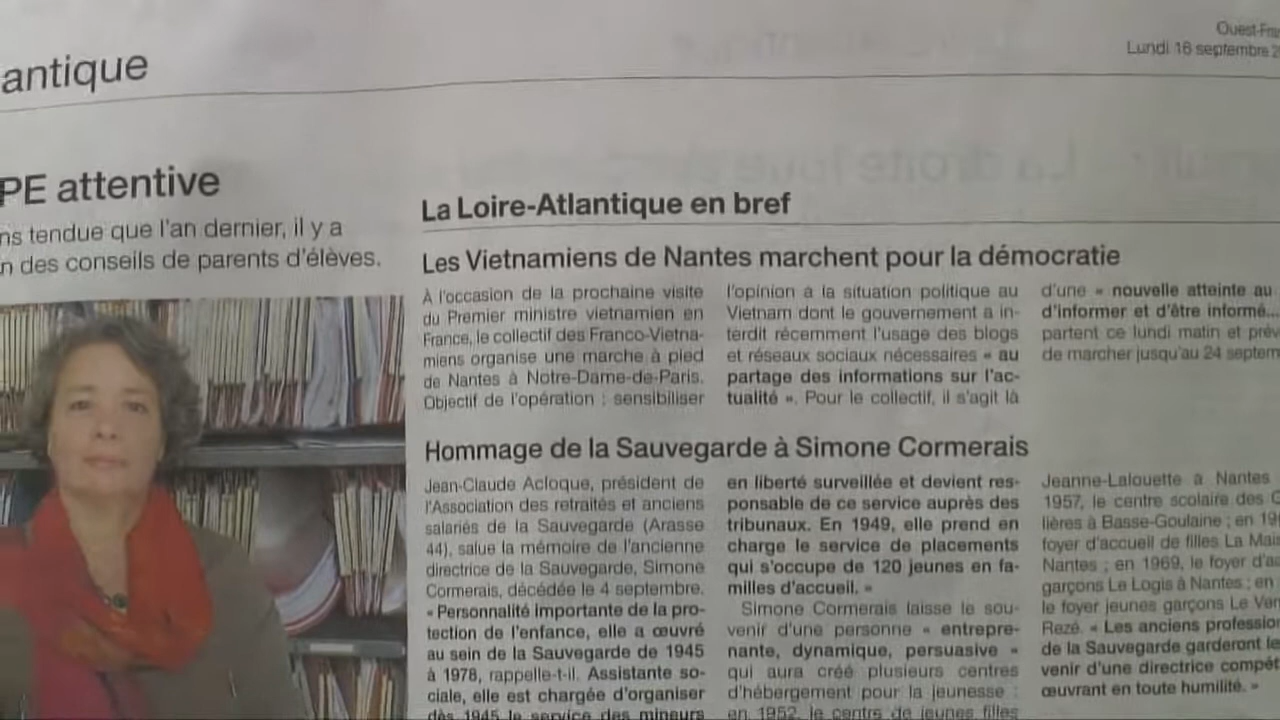 antique
Lundi 16 septembre
PE attentive
tendue que l'an dernier, il y a
des conseils de parents d'élèves.
La Loire-Atlantique en bref
Les Vietnamiens de Nantes marchent pour la démocratie
À l'occasion de la prochaine visite
du Premier ministre vietnamien en
France, le collectif des Franco-Vietna-
miens organise une marche à pied
de Nantes à Notre-Dame-de-Paris.
Objectif de l'opération : sensibiliser
l'opinion à la situation politique au
Vietnam dont le gouvernement a in-
terdit récemment l'usage des blogs
et réseaux sociaux nécessaires « au
partage des informations sur l'ac-
tualité ». Pour le collectif, il s'agit là
d'une « nouvelle atteinte au
d'informer et d'être informé...
partent ce lundi matin et
de marcher jusqu'au 24
Hommage de la Sauvegarde à Simone Cormerais
Jean-Claude Acloque, président de
l'Association des retraités et anciens
salariés de la Sauvegarde (Arasse
44), salue la mémoire de l'ancienne
directrice de la Sauvegarde, Simone
Cormerais, décédée le 4 septembre.
« Personnalité importante de la pro-
tection de l'enfance, elle a œuvré
au sein de la Sauvegarde de 1945
à 1978, rappelle-t-il. Assistante so-
ciale, elle est chargée d'organiser
dès 1945 le service des mineurs
en liberté surveillée et devient res-
ponsable de ce service auprès des
tribunaux. En 1949, elle prend en
charge le service de placements
qui s'occupe de 120 jeunes en fa-
milles d'accueil. »
Simone Cormerais laisse le sou-
venir d'une personne « entrepre-
nante, dynamique, persuasive »
qui aura créé plusieurs centres
d'hébergement pour la jeunesse :
en 1952, le centre de jeunes filles
Jeanne-Lalouette à Nantes
1957, le centre scolaire des
lières à Basse-Goulaine ; en
foyer d'accueil de filles La
Nantes ; en 1969, le foyer
garçons Le Logis à Nantes ; en
le foyer jeunes garçons Le
Rezé. « Les anciens
de la Sauvegarde garderont
venir d'une directrice
œuvrant en toute humilité. »